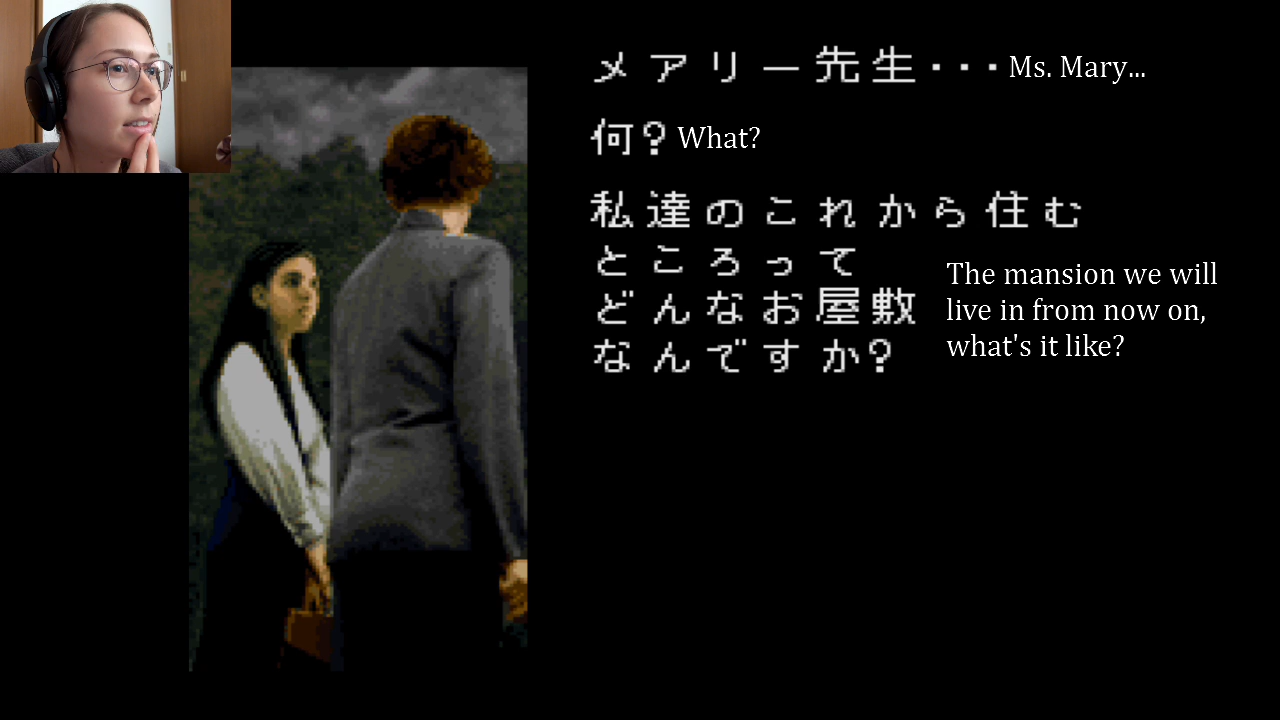 メアリー先生・・・ Ms. Mary...
何? What?
私達のこれから住む
ところって
どんなお屋敷
なんですか?
The mansion we will
live in from now on,
what's it like?